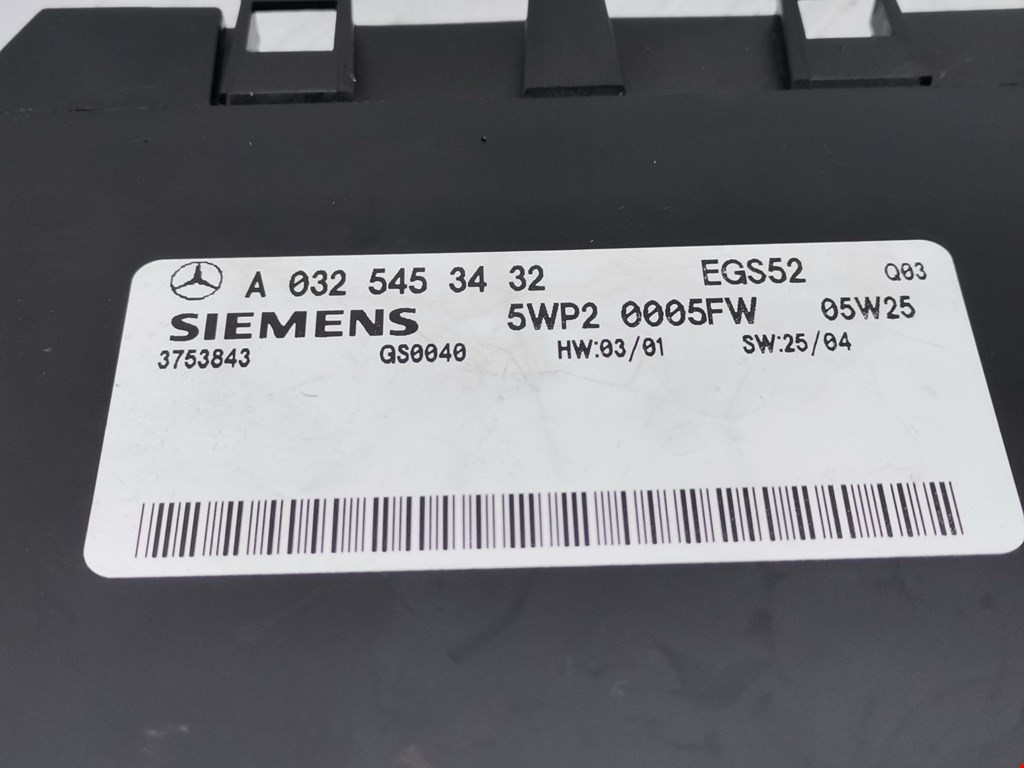 A 032 545 34 32 EGS52 Q03
SIEMENS 5WP2 0005FW 05W25
3753843 QS0040 HW:03/01 SW:25/04